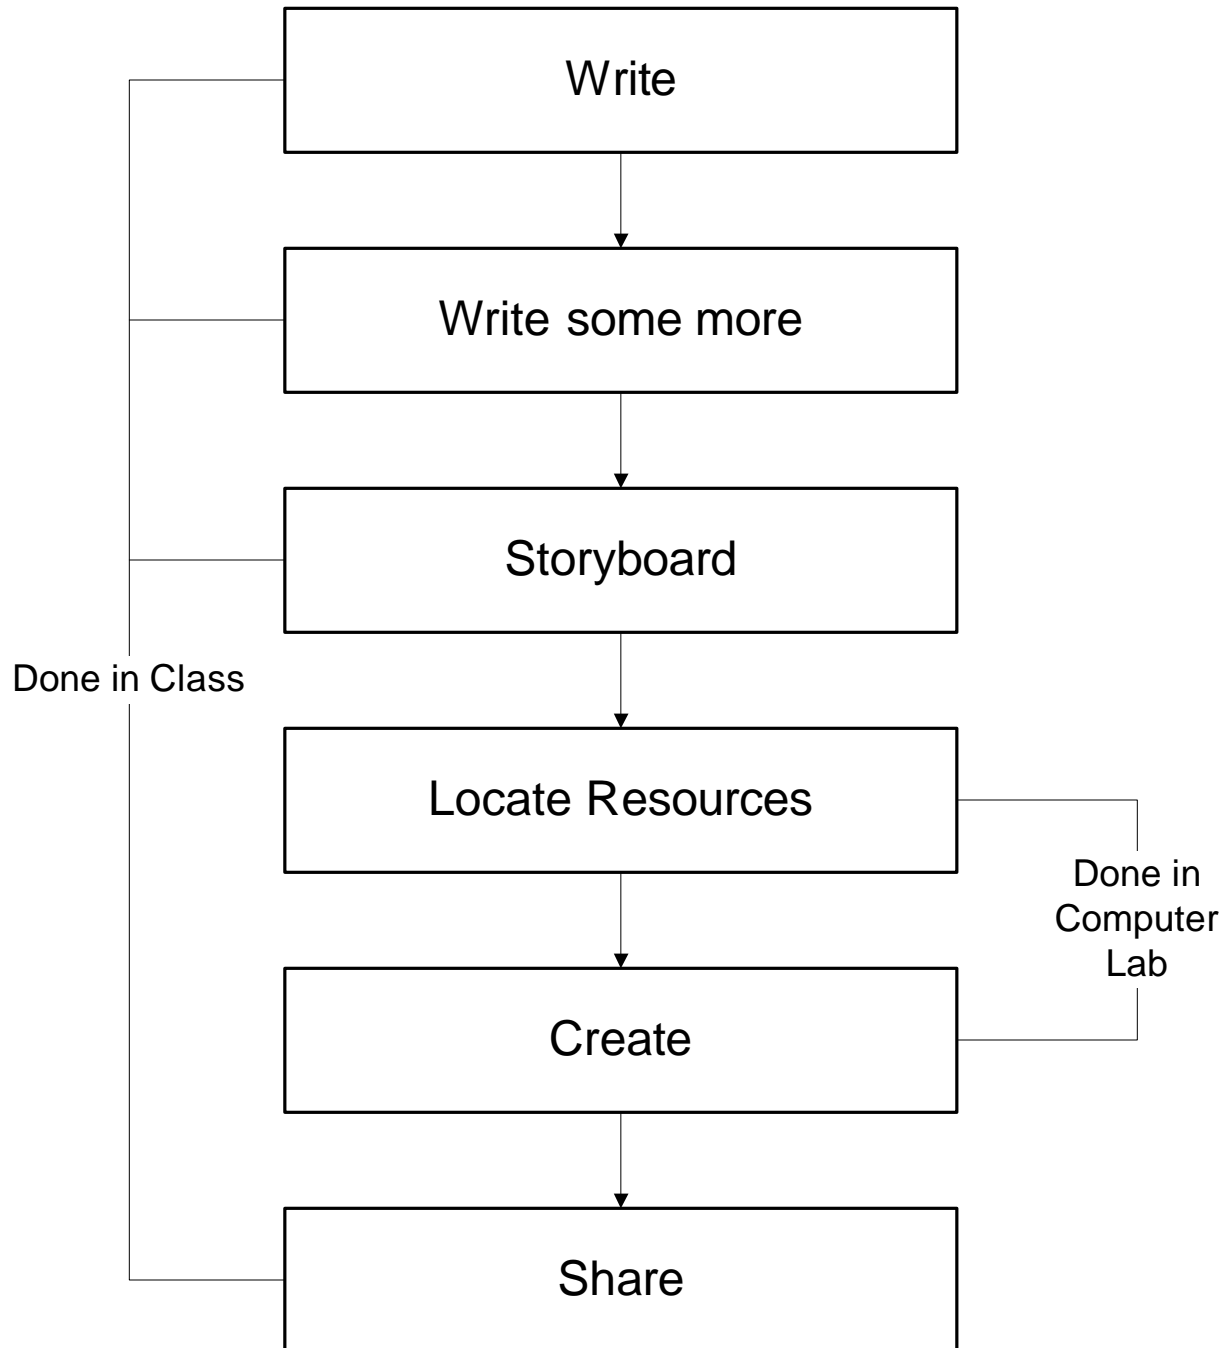 Write
Write some more
Storyboard
Done in Class
Locate Resources
Done in
Computer
Lab
Create
Share